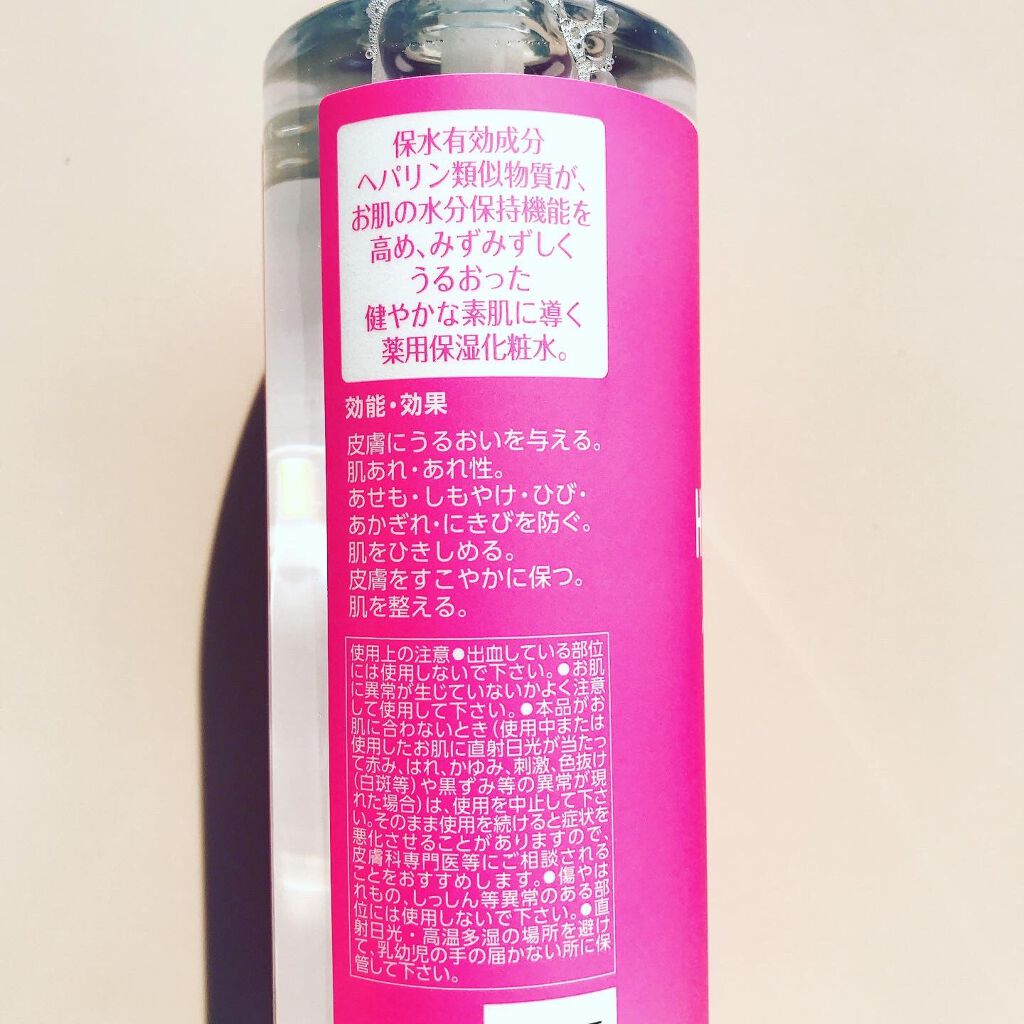 保水有効成分
ヘパリン類似物質が、
お肌の水分保持機能を
高め、みずみずしく
うるおった
健やかな素肌に導く
薬用保湿化粧水。
効能・効果
皮膚にうるおいを与える。
肌あれ・あれ性。
あせも・しもやけ・ひび・
あかぎれ・にきびを防ぐ。
肌をひきしめる。
皮膚をすこやかに保つ。
肌を整える。
使用上の注意●出血している部位
には使用しないで下さい。●お肌
に異常が生じていないかよく注意
して使用して下さい。●本品がお
肌に合わないとき(使用中または
使用したお肌に直射日光が当たっ
て赤み、はれ、かゆみ、刺激、色抜け
(白斑等)や黒ずみ等の異常が現
れた場合)は、使用を中止して下さ
い。そのまま使用を続けると症状を
悪化させることがありますので、
皮膚科専門医等にご相談される
ことをおすすめします。●傷やは
れもの、しっしん等異常のある部
位には使用しないで下さい。●直
射日光・高温多湿の場所を避け
て、乳幼児の手の届かない所に保
管して下さい。